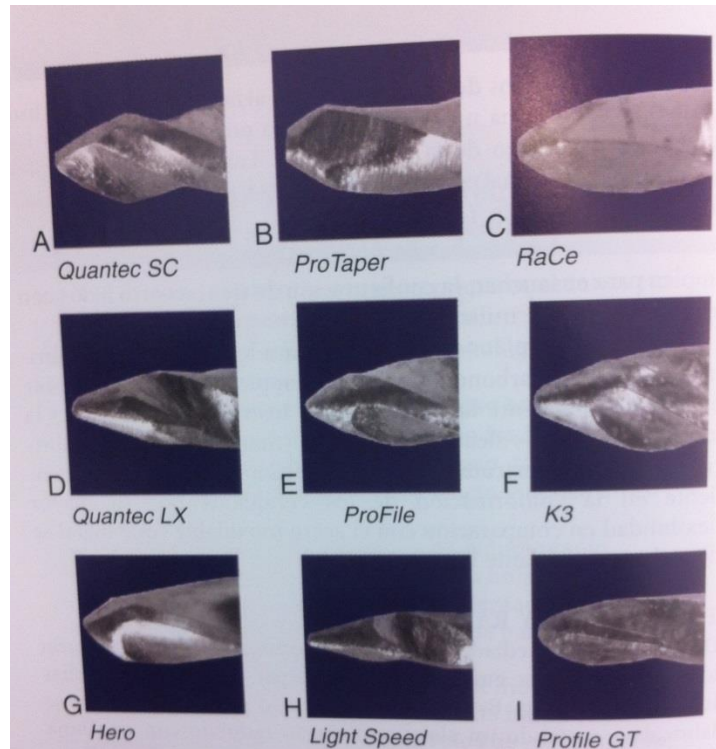 A
Quantec SC
B
ProTaper
C
RaCe
D
Quantec LX
E
ProFile
F
K3
G
Hero
H
Light Speed
I
Profile GT